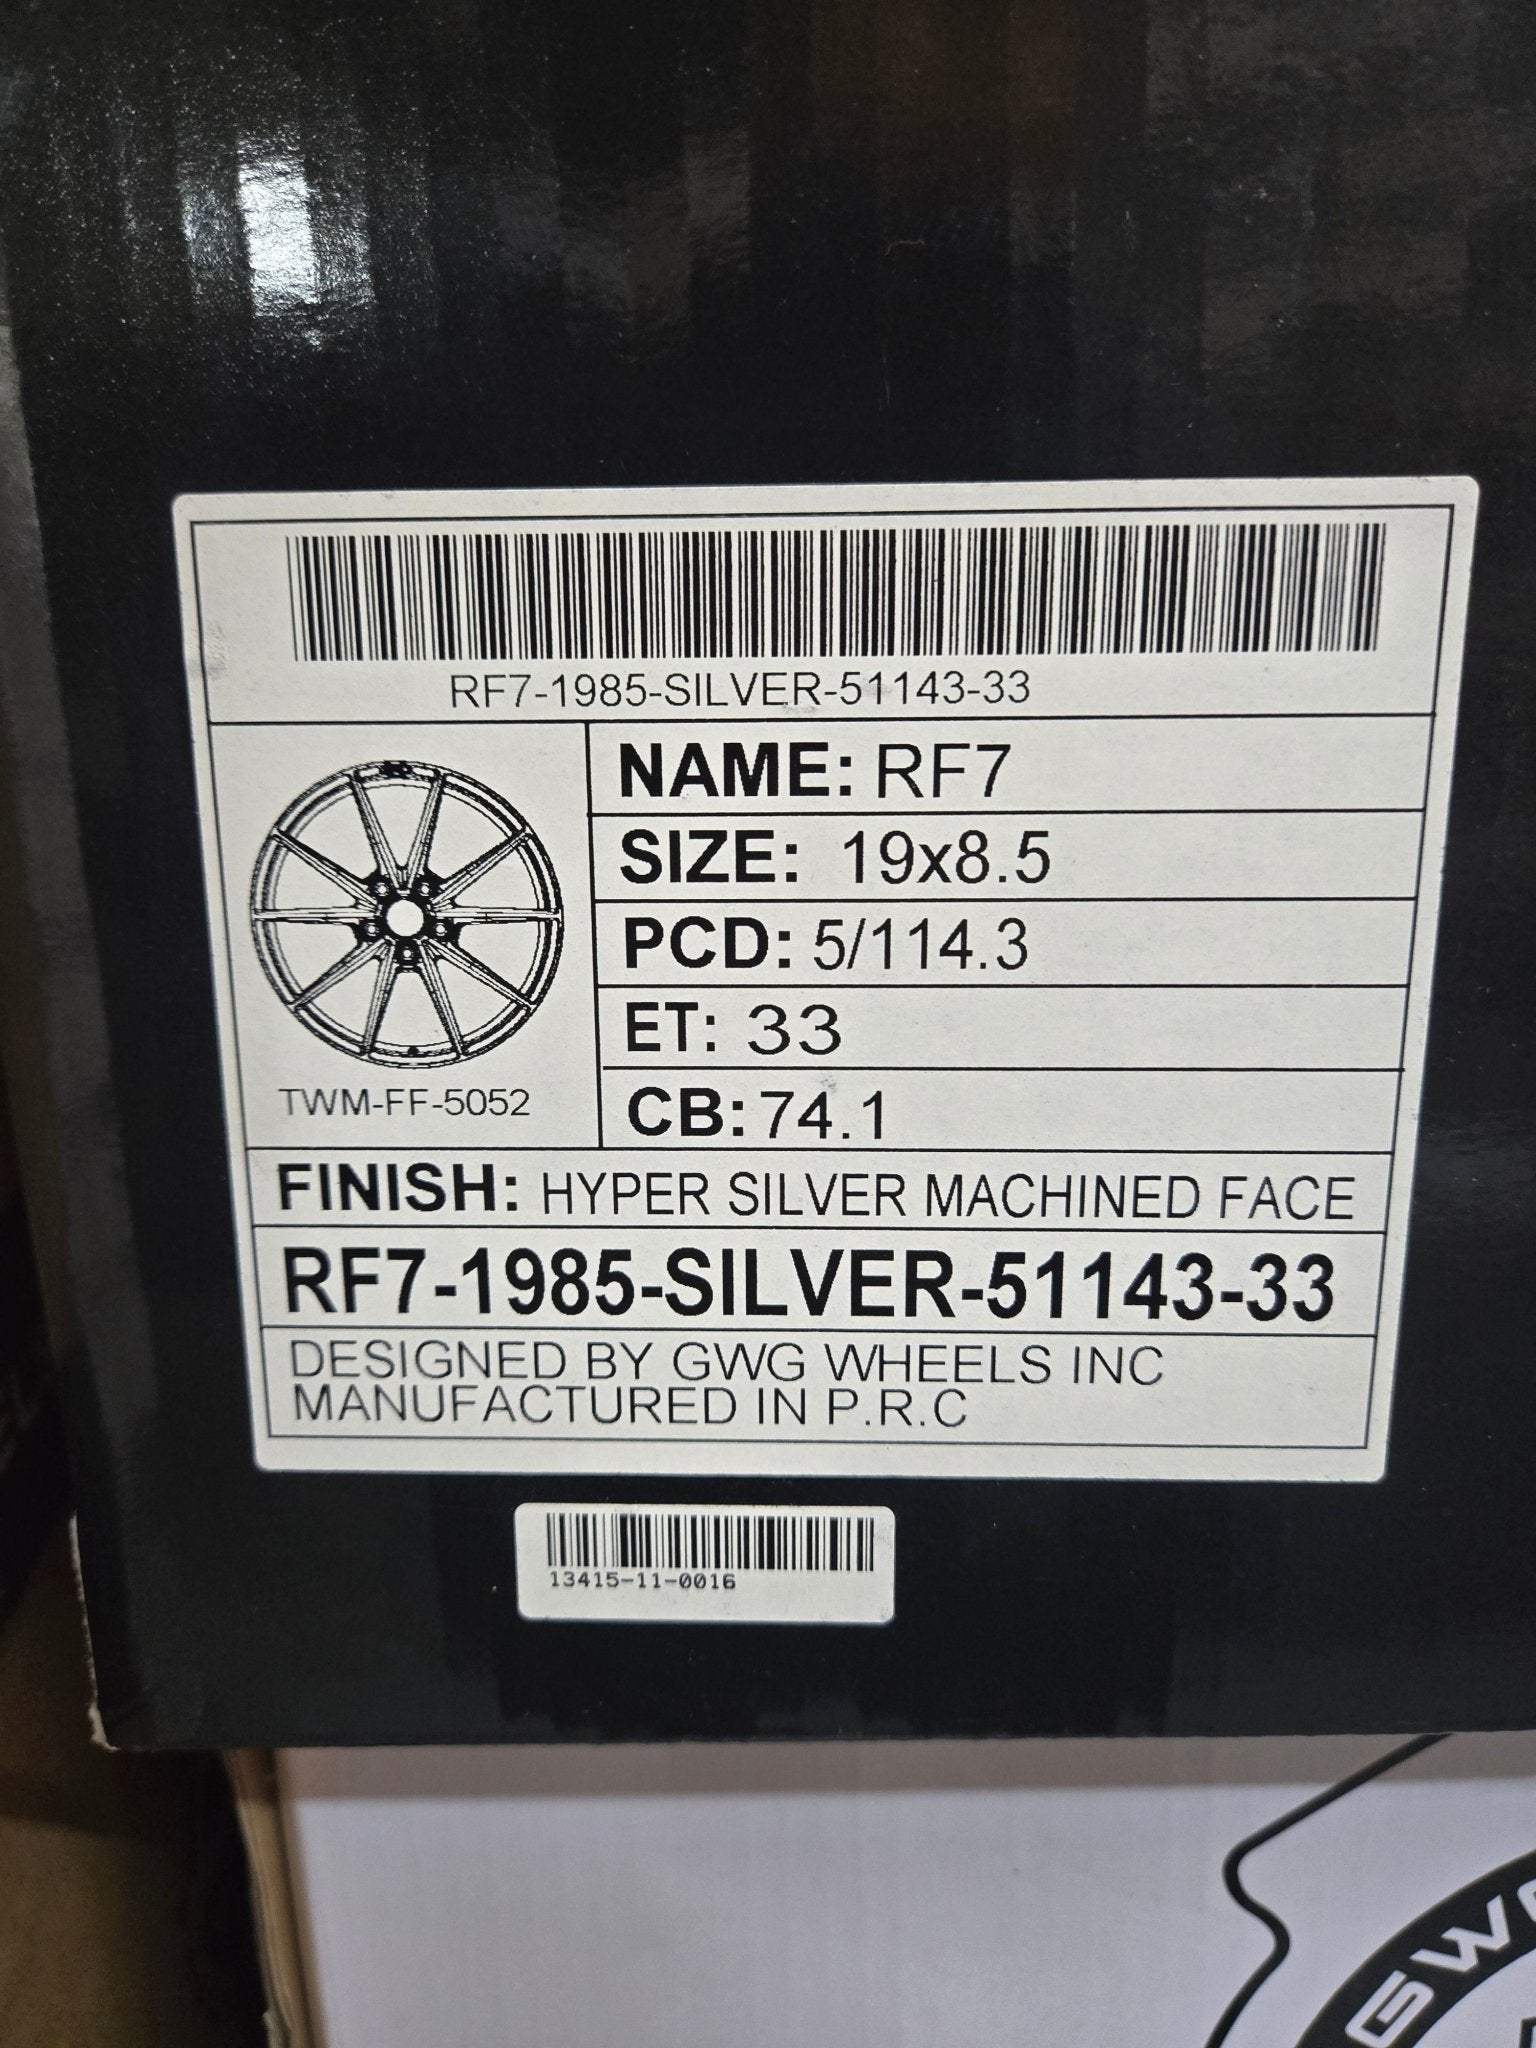 RF7-1985-SILVER-51143-33
NAME: RF7
SIZE: 19x8.5
PCD: 5/114.3
ET: 33
CB: 74.1
TWM-FF-5052
FINISH: HYPER SILVER MACHINED FACE
RF7-1985-SILVER-51143-33
DESIGNED BY GWG WHEELS INC
MANUFACTURED IN P.R.C
13415-11-0016
GW